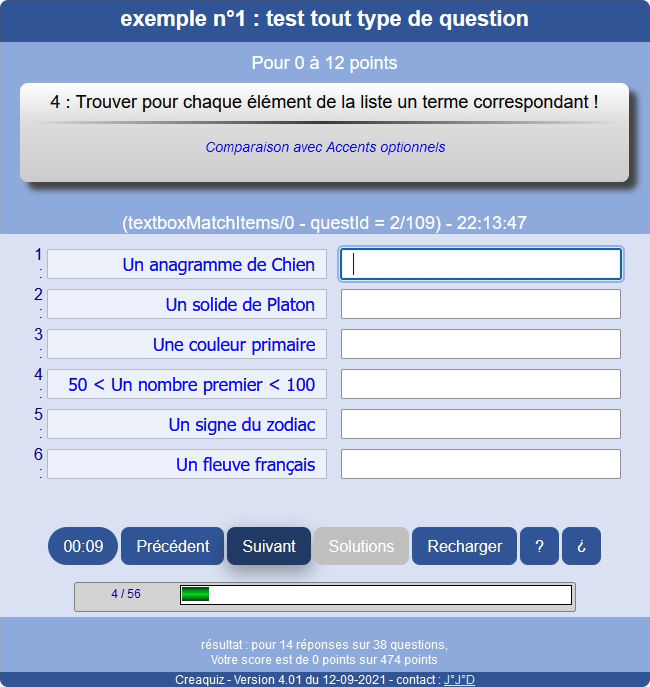 exemple n°1 : test tout type de question
Pour 0 à 12 points
4 : Trouver pour chaque élément de la liste un terme correspondant !
Comparaison avec Accents optionnels
(textboxMatchItems/0 - questId = 2/109) - 22:13:47
1 : Un anagramme de Chien
2 : Un solide de Platon
3 : Une couleur primaire
4 : 50 < Un nombre premier < 100
5 : Un signe du zodiac
6 : Un fleuve français
00:09 Précédent Suivant Solutions Recharger ? ¿
4 / 56
résultat : pour 14 réponses sur 38 questions,
Votre score est de 0 points sur 474 points
Creaquiz - Version 4.01 du 12-09-2021 - contact : J°J°D